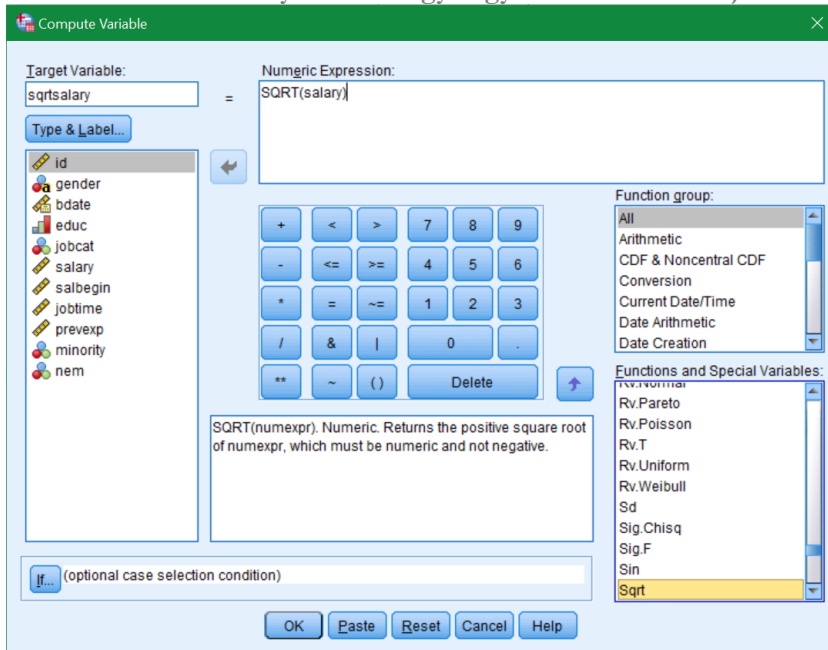 Compute Variable
Target Variable:
sqrtsalary
=
Numeric Expression:
SQRT(salary)
Type & Label...
id
gender
bdate
educ
jobcat
salary
salbegin
jobtime
prevexp
minority
nem
+ < > 7 8 9
- <= >= 4 5 6
* = ~= 1 2 3
/ & | 0 .
** ~ ( ) Delete
Function group:
All
Arithmetic
CDF & Noncentral CDF
Conversion
Current Date/Time
Date Arithmetic
Date Creation
Functions and Special Variables:
Rv.Normal
Rv.Pareto
Rv.Poisson
Rv.T
Rv.Uniform
Rv.Weibull
Sd
Sig.Chisq
Sig.F
Sin
Sqrt
SQRT(numexpr). Numeric. Returns the positive square root
of numexpr, which must be numeric and not negative.
If... (optional case selection condition)
OK Paste Reset Cancel Help